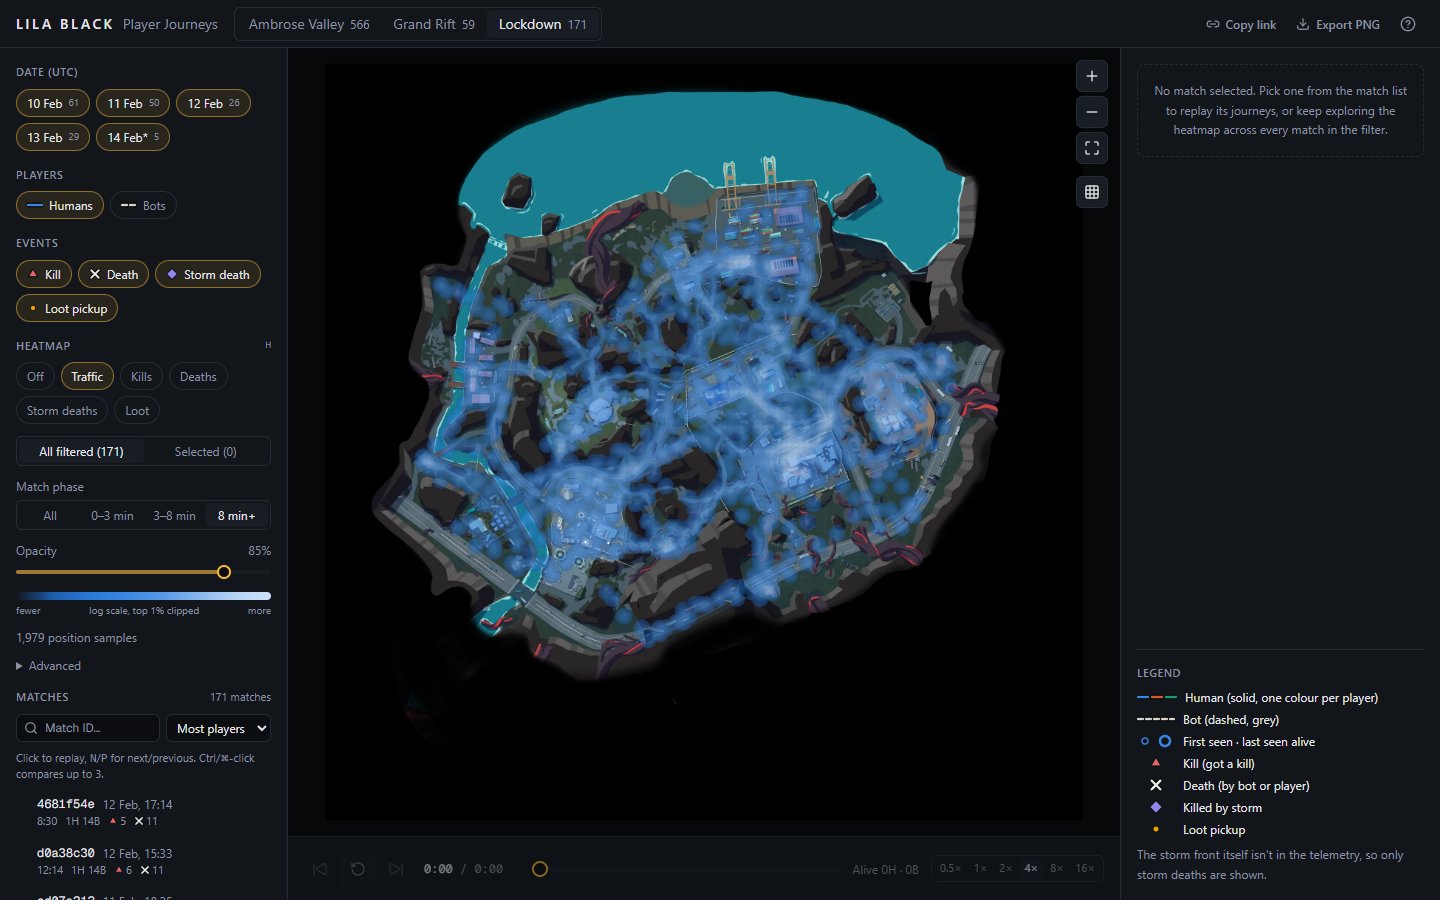 LILA BLACK Player Journeys
Ambrose Valley 566 Grand Rift 59 Lockdown 171
Copy link Export PNG ?
DATE (UTC)
10 Feb 61 11 Feb 50 12 Feb 26
13 Feb 29 14 Feb* 5
PLAYERS
Humans Bots
EVENTS
Kill Death Storm death
Loot pickup
HEATMAP H
Off Traffic Kills Deaths
Storm deaths Loot
All filtered (171) Selected (0)
Match phase
All 0–3 min 3–8 min 8 min+
Opacity 85%
fewer log scale, top 1% clipped more
1,979 position samples
Advanced
MATCHES 171 matches
Match ID... Most players
Click to replay, N/P for next/previous. Ctrl/⌘-click
compares up to 3.
4681f54e 12 Feb, 17:14
8:30 1H 14B 5 11
d0a38c30 12 Feb, 15:33
12:14 1H 14B 6 11
0:00 / 0:00
Alive 0H · 0B 0.5× 1× 2× 4× 8× 16×
No match selected. Pick one from the match list
to replay its journeys, or keep exploring the
heatmap across every match in the filter.
LEGEND
Human (solid, one colour per player)
Bot (dashed, grey)
First seen · last seen alive
Kill (got a kill)
Death (by bot or player)
Killed by storm
Loot pickup
The storm front itself isn't in the telemetry, so only
storm deaths are shown.